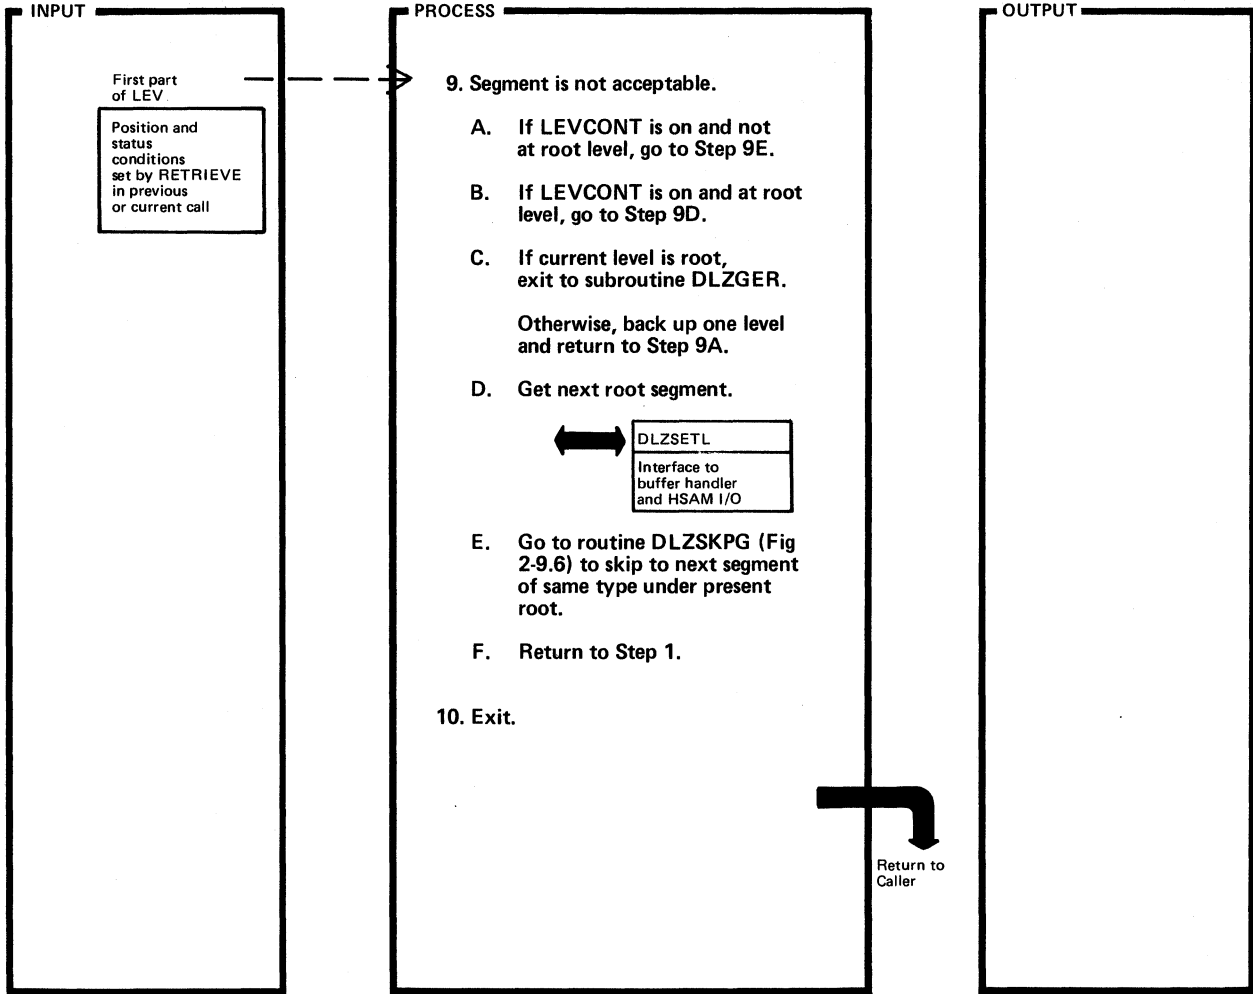 INPUT
PROCESS
OUTPUT
First part
of LEV
Position and
status
conditions
set by RETRIEVE
in previous
or current call
9. Segment is not acceptable.
A. If LEVCONT is on and not
at root level, go to Step 9E.
B. If LEVCONT is on and at root
level, go to Step 9D.
C. If current level is root,
exit to subroutine DLZGER.
Otherwise, back up one level
and return to Step 9A.
D. Get next root segment.
DLZSETL
Interface to
buffer handler
and HSAM I/O
E. Go to routine DLZSKPG (Fig
2-9.6) to skip to next segment
of same type under present
root.
F. Return to Step 1.
10. Exit.
Return to
Caller